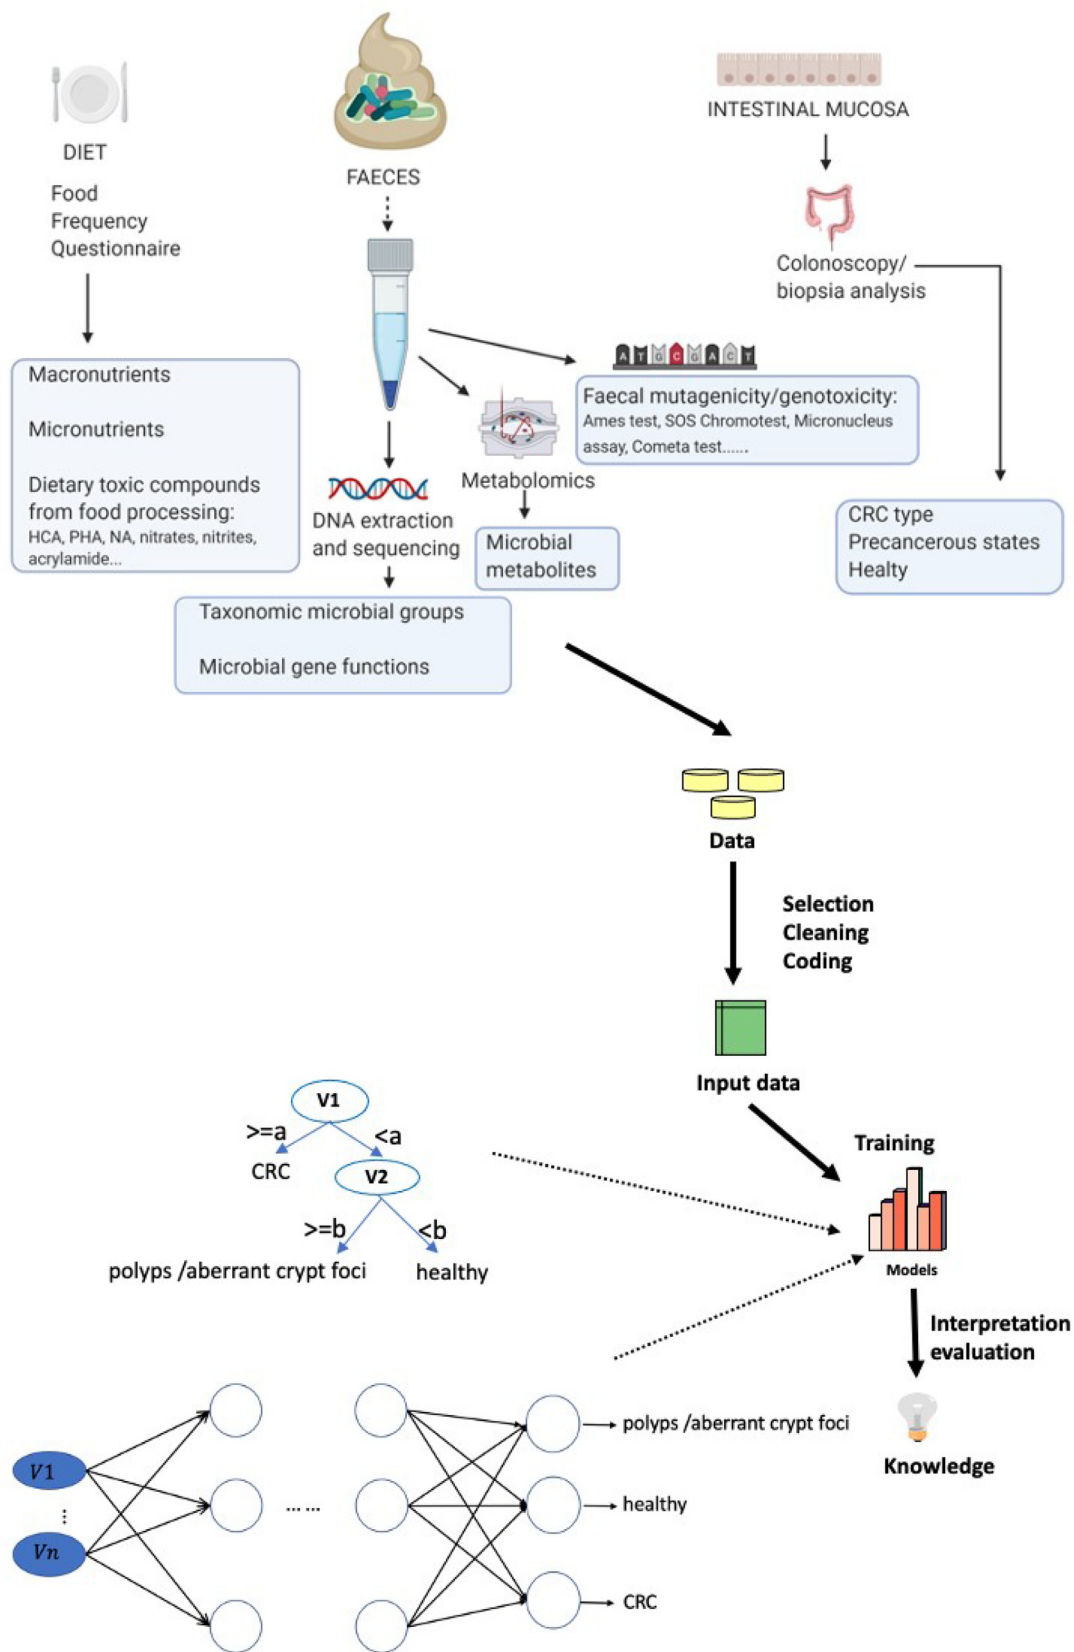 DIET
Food
Frequency
Questionnaire
Macronutrients
Micronutrients
Dietary toxic compounds
from food processing:
HCA, PHA, NA, nitrates, nitrites,
acrylamide...
FAECES
DNA extraction
and sequencing
Taxonomic microbial groups
Microbial gene functions
Metabolomics
Microbial
metabolites
A T G C G A C T
Faecal mutagenicity/genotoxicity:
Ames test, SOS Chromotest, Micronucleus
assay, Cometa test......
INTESTINAL MUCOSA
Colonoscopy/
biopsia analysis
CRC type
Precancerous states
Healty
Data
Selection
Cleaning
Coding
Input data
Training
Models
Interpretation
evaluation
Knowledge
V1
>=a
<a
CRC
V2
>=b
<b
polyps /aberrant crypt foci
healthy
V1
...
Vn
... ...
polyps /aberrant crypt foci
healthy
CRC